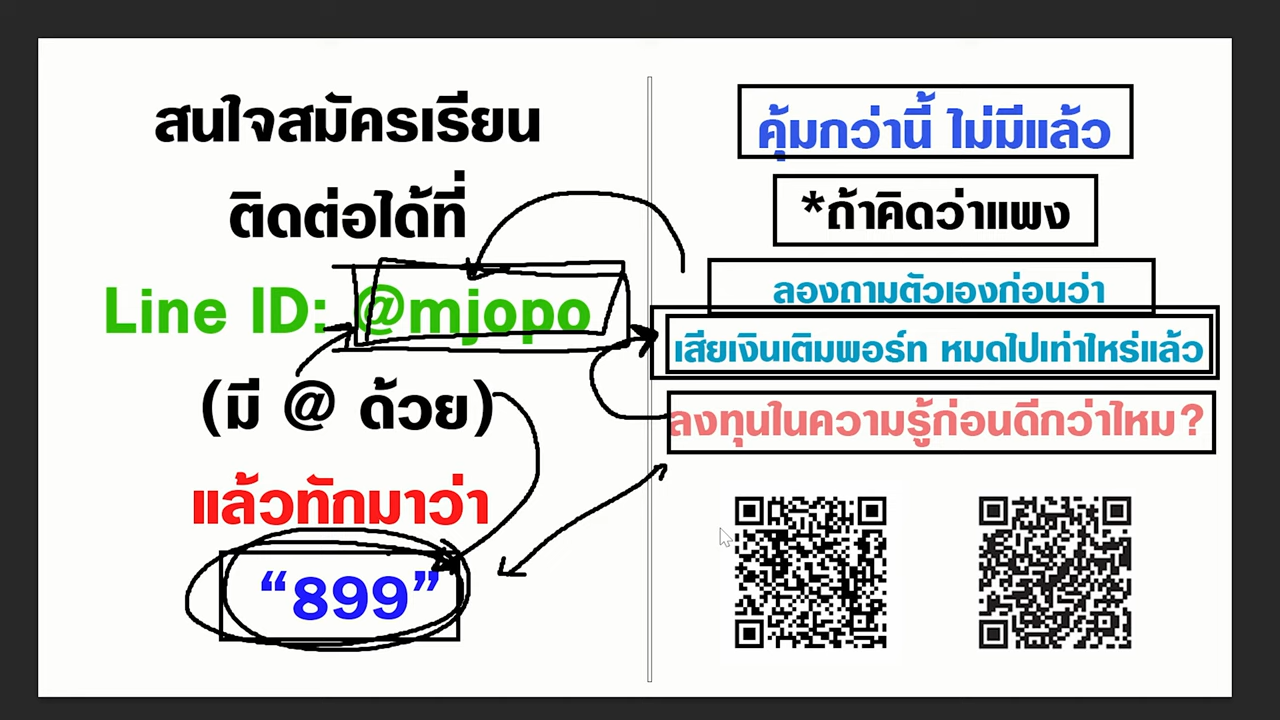 สนใจสมัครเรียน
ติดต่อได้ที่
Line ID: @mjopo
(มี @ ด้วย)
แล้วทักมาว่า
“899”
คุ้มกว่านี้ ไม่มีแล้ว
*ถ้าคิดว่าแพง
ลองถามตัวเองก่อนว่า
เสียเงินเติมพอร์ท หมดไปเท่าไหร่แล้ว
ลงทุนในความรู้ก่อนดีกว่าไหม?